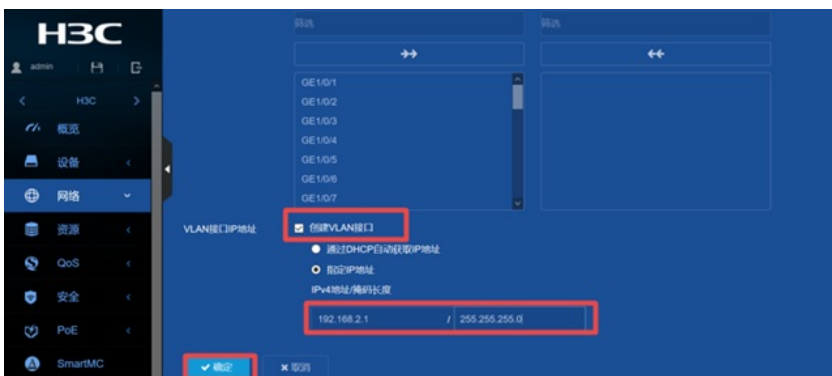 H3C
筛选
筛选
admin
H3C
概览
设备
网络
资源
QoS
安全
PoE
SmartMC
GE1/0/1
GE1/0/2
GE1/0/3
GE1/0/4
GE1/0/5
GE1/0/6
GE1/0/7
VLAN接口IP地址
创建VLAN接口
通过DHCP自动获取IP地址
指定IP地址
IPv4地址/掩码长度
192.168.2.1 / 255.255.255.0
确定
取消